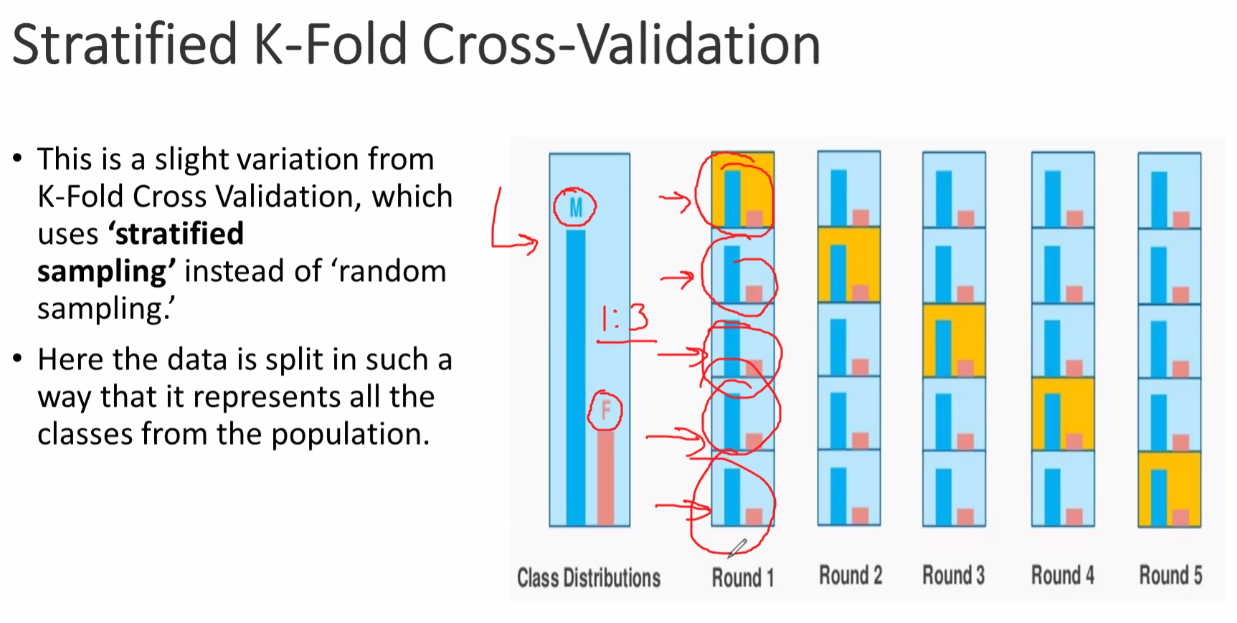 Stratified K-Fold Cross-Validation
• This is a slight variation from
K-Fold Cross Validation, which
uses ‘stratified
sampling’ instead of ‘random
sampling.’
• Here the data is split in such a
way that it represents all the
classes from the population.
M
1:3
F
Class Distributions
Round 1
Round 2
Round 3
Round 4
Round 5